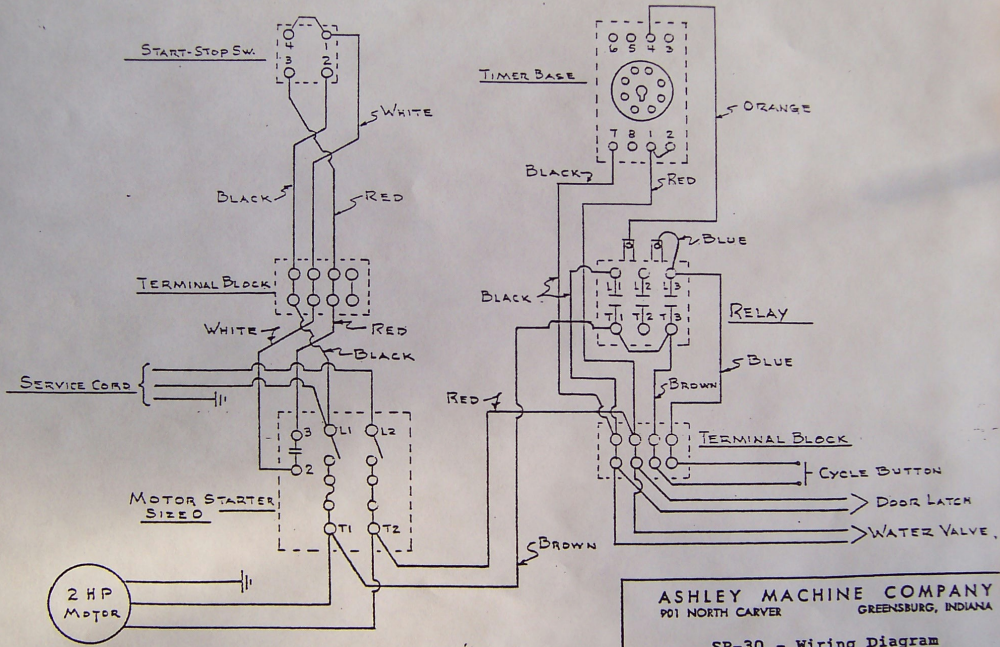 START-STOP SW.
4 1
3 2
WHITE
BLACK
RED
TERMINAL BLOCK
WHITE
RED
BLACK
SERVICE CORD
3 L1 L2
2
MOTOR STARTER
SIZE 0
T1 T2
2 HP
MOTOR
TIMER BASE
6 5 4 3
7 8 1 2
ORANGE
BLACK
RED
BLUE
L1 L2 L3
BLACK
RELAY
T1 T2 T3
BLUE
BROWN
RED
TERMINAL BLOCK
CYCLE BUTTON
DOOR LATCH
WATER VALVE.
BROWN
ASHLEY MACHINE COMPANY
901 NORTH CARVER GREENSBURG, INDIANA
SP-30 - Wiring Diagram